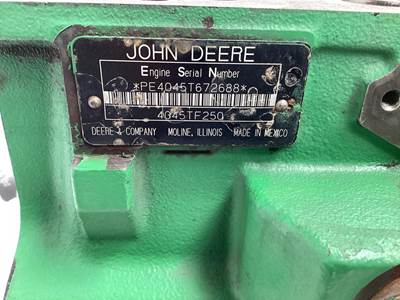 JOHN DEERE
Engine Serial Number
*PE4045T672688*
4045TF250
DEERE & COMPANY MOLINE, ILLINOIS MADE IN MEXICO